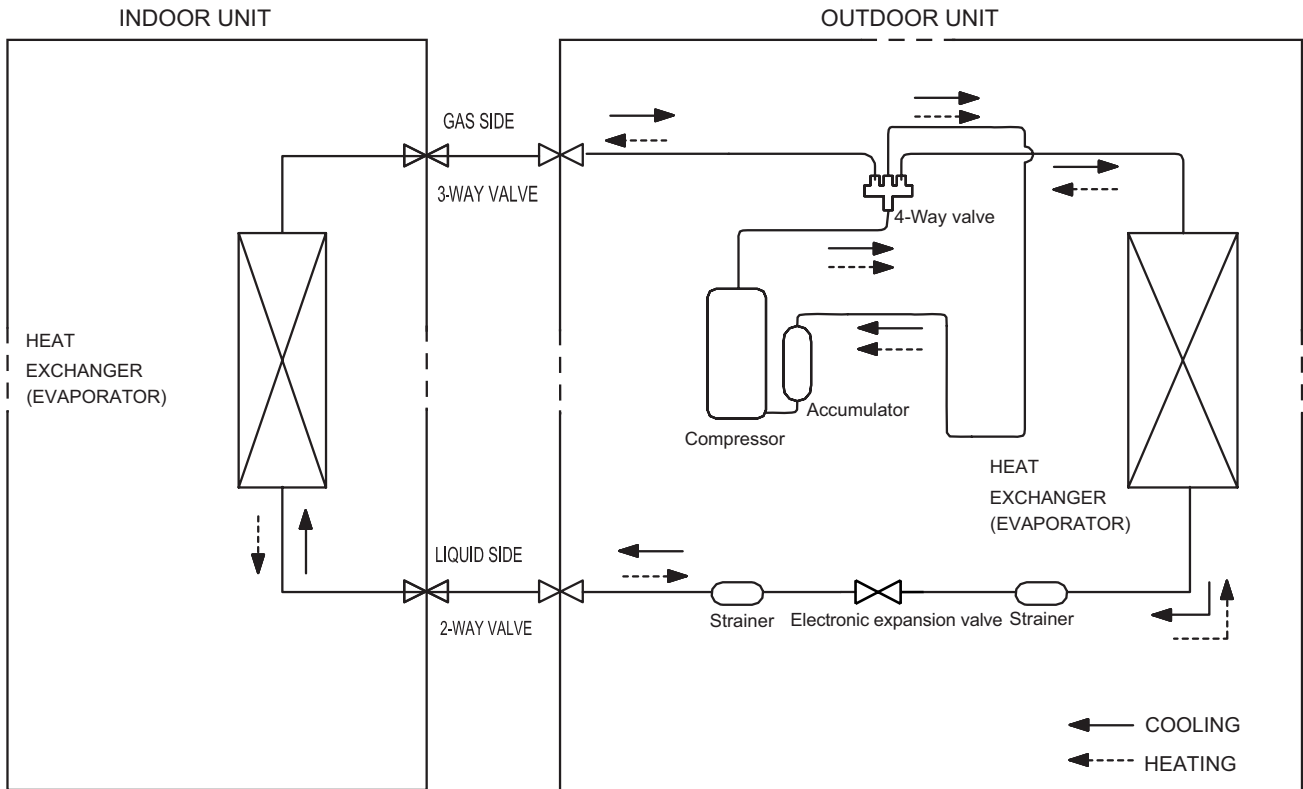 INDOOR UNIT
OUTDOOR UNIT
GAS SIDE
3-WAY VALVE
4-Way valve
HEAT
EXCHANGER
(EVAPORATOR)
Accumulator
Compressor
HEAT
EXCHANGER
(EVAPORATOR)
LIQUID SIDE
2-WAY VALVE
Strainer
Electronic expansion valve
Strainer
COOLING
HEATING